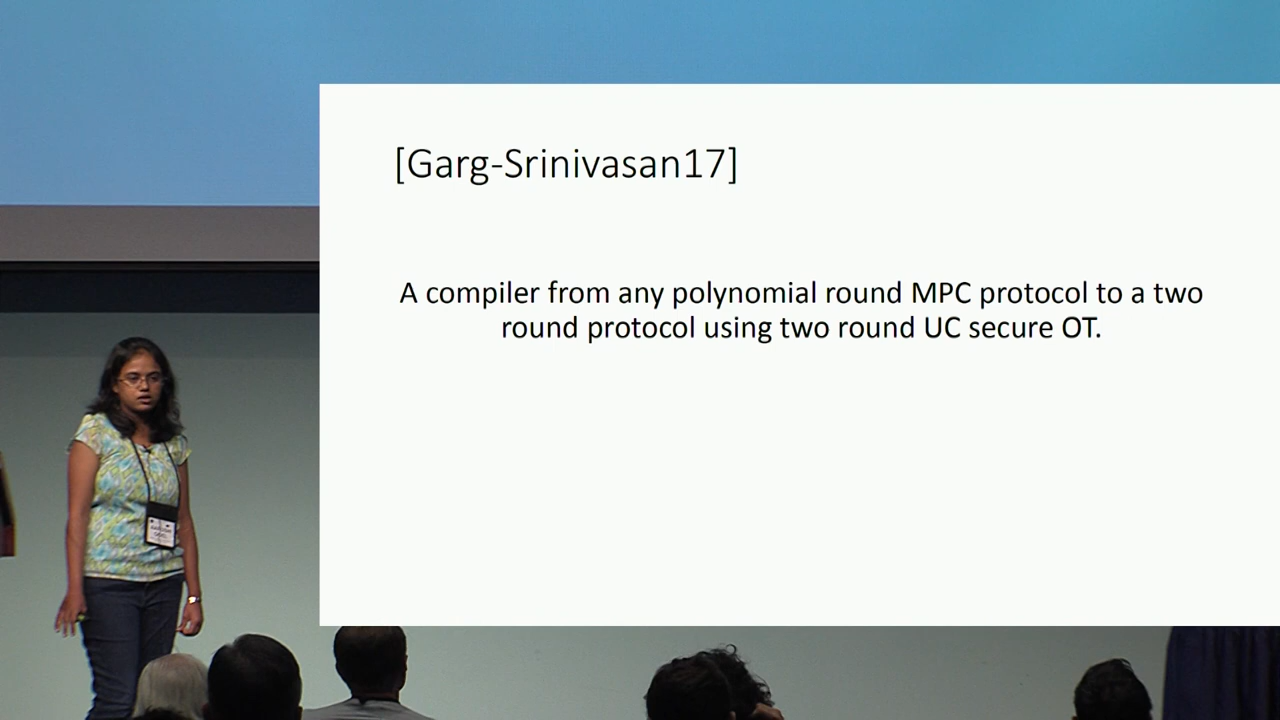 [Garg-Srinivasan17]
A compiler from any polynomial round MPC protocol to a two
round protocol using two round UC secure OT.